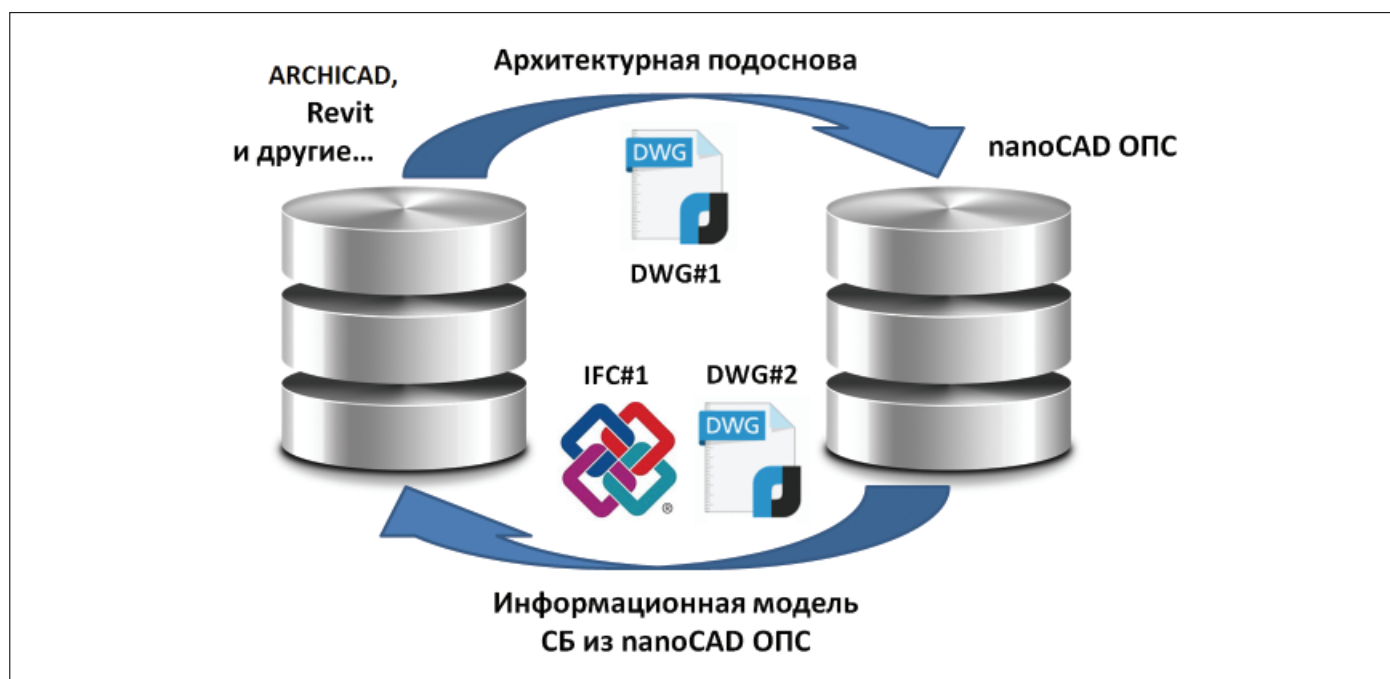 Архитектурная подоснова
ARCHICAD,
Revit
и другие...
nanoCAD ОПС
DWG
DWG#1
IFC#1
DWG#2
DWG
®
Информационная модель
СБ из nanoCAD ОПС